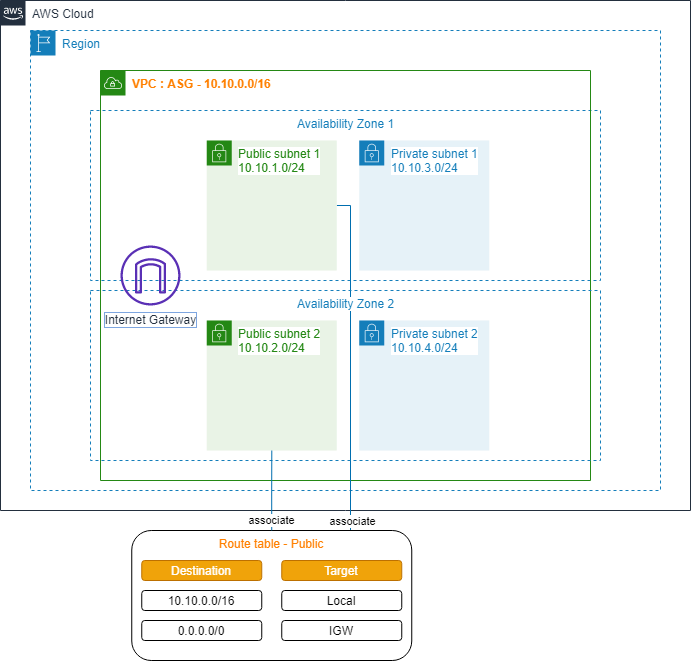 aws
AWS Cloud
Region
VPC : ASG - 10.10.0.0/16
Availability Zone 1
Public subnet 1
10.10.1.0/24
Private subnet 1
10.10.3.0/24
Internet Gateway
Availability Zone 2
Public subnet 2
10.10.2.0/24
Private subnet 2
10.10.4.0/24
associate
associate
Route table - Public
Destination
Target
10.10.0.0/16
Local
0.0.0.0/0
IGW